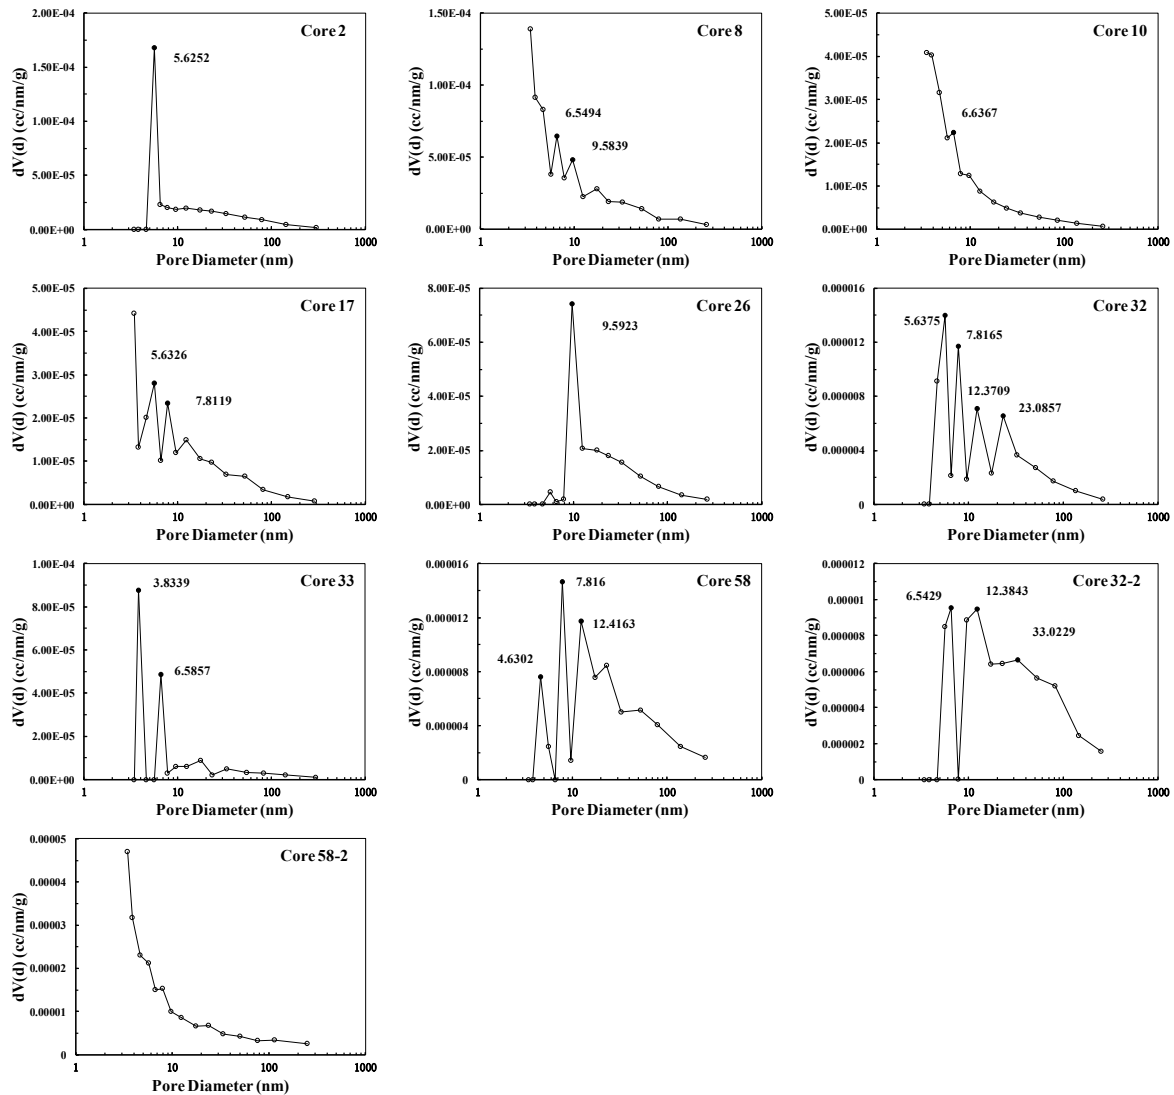 2.00E-04
Core 2
1.50E-04
5.6252
1.00E-04
5.00E-05
0.00E+00
dV(d) (cc/nm/g)
1 10 100 1000
Pore Diameter (nm)
1.50E-04
Core 8
1.00E-04
6.5494
9.5839
5.00E-05
0.00E+00
dV(d) (cc/nm/g)
1 10 100 1000
Pore Diameter (nm)
5.0E-05
Core 10
4.0E-05
3.0E-05
6.6367
2.0E-05
1.0E-05
0.0E+00
dV(d) (cc/nm/g)
1 10 100 1000
Pore Diameter (nm)
5.00E-05
Core 17
4.00E-05
5.6326
3.00E-05
7.8119
2.00E-05
1.00E-05
0.00E+00
dV(d) (cc/nm/g)
1 10 100 1000
Pore Diameter (nm)
8.00E-05
Core 26
9.5923
6.00E-05
4.00E-05
2.00E-05
0.00E+00
dV(d) (cc/nm/g)
1 10 100 1000
Pore Diameter (nm)
0.000016
Core 32
5.6375
7.8165
0.000012
12.3709
23.0857
0.000008
0.000004
0
dV(d) (cc/nm/g)
1 10 100 1000
Pore Diameter (nm)
1.00E-04
Core 33
3.8339
8.00E-05
6.00E-05
6.5857
4.00E-05
2.00E-05
0.00E+00
dV(d) (cc/nm/g)
1 10 100 1000
Pore Diameter (nm)
0.000016
Core 58
7.816
0.000012
12.4163
4.6302
0.000008
0.000004
0
dV(d) (cc/nm/g)
1 10 100 1000
Pore Diameter (nm)
0.000012
Core 32-2
6.5429
12.3843
0.00001
33.0229
0.000008
0.000006
0.000004
0.000002
0
dV(d) (cc/nm/g)
1 10 100 1000
Pore Diameter (nm)
0.00005
Core 58-2
0.00004
0.00003
0.00002
0.00001
0
dV(d) (cc/nm/g)
1 10 100 1000
Pore Diameter (nm)